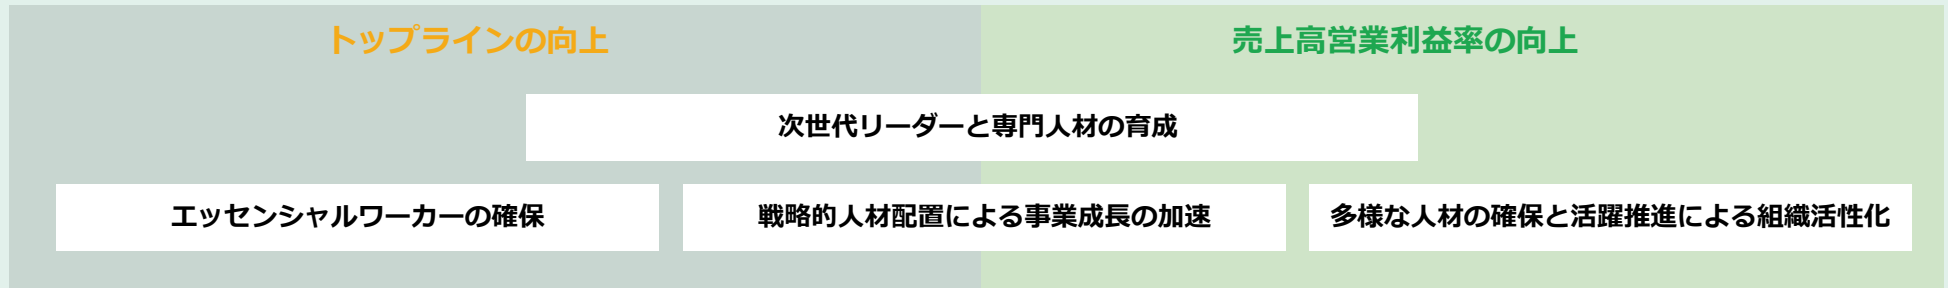 トップラインの向上
売上高営業利益率の向上
次世代リーダーと専門人材の育成
エッセンシャルワーカーの確保
戦略的人材配置による事業成長の加速
多様な人材の確保と活躍推進による組織活性化